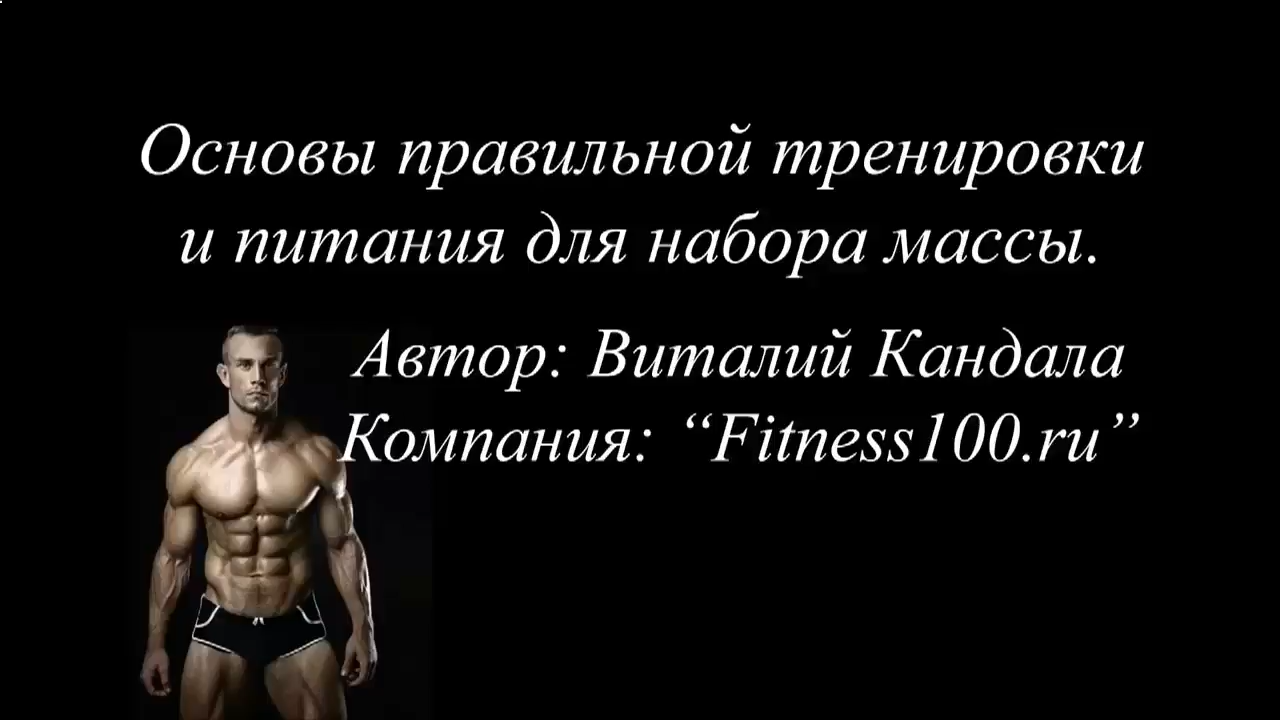 Основы правильной тренировки
и питания для набора массы.
Автор: Виталий Кандала
Компания: “Fitness100.ru”